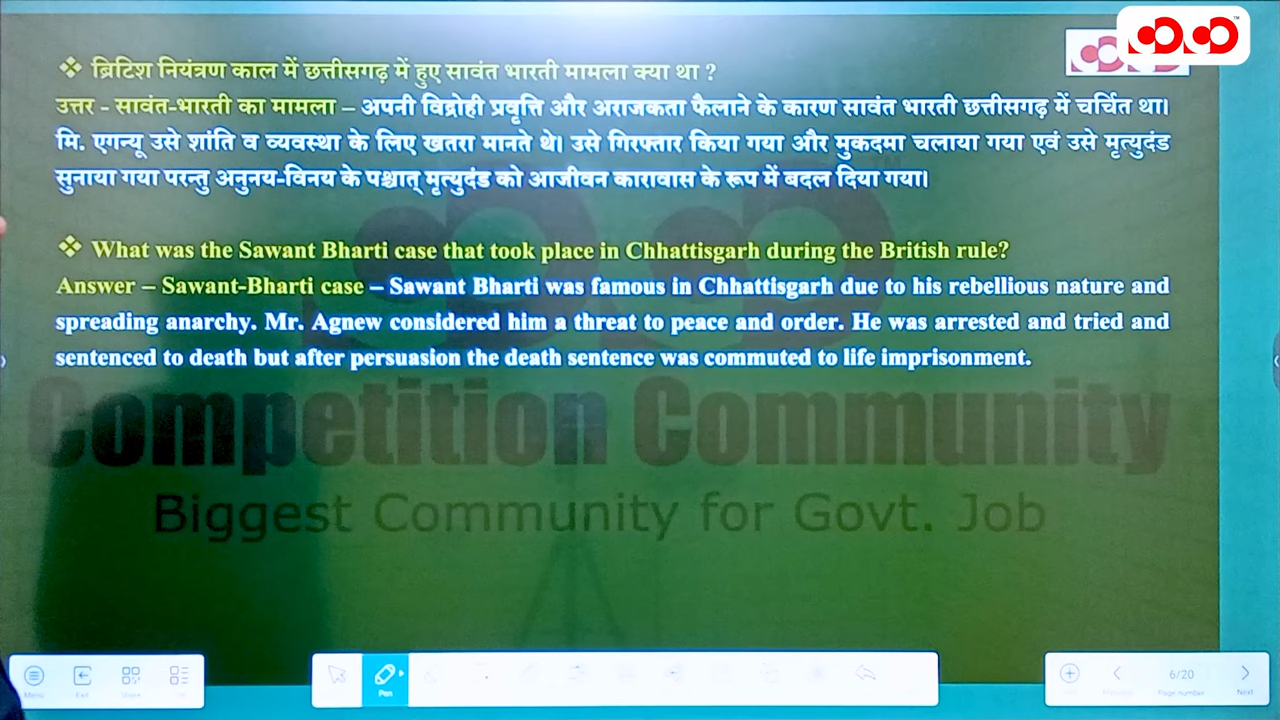 ❖ ब्रिटिश नियंत्रण काल में छत्तीसगढ़ में हुए सावंत भारती मामला क्या था ?
उत्तर - सावंत-भारती का मामला – अपनी विद्रोही प्रवृत्ति और अराजकता फैलाने के कारण सावंत भारती छत्तीसगढ़ में चर्चित था।
मि. एगन्यू उसे शांति व व्यवस्था के लिए खतरा मानते थे। उसे गिरफ्तार किया गया और मुकदमा चलाया गया एवं उसे मृत्युदंड
सुनाया गया परन्तु अनुनय-विनय के पश्चात् मृत्युदंड को आजीवन कारावास के रूप में बदल दिया गया।
❖ What was the Sawant Bharti case that took place in Chhattisgarh during the British rule?
Answer – Sawant-Bharti case – Sawant Bharti was famous in Chhattisgarh due to his rebellious nature and
spreading anarchy. Mr. Agnew considered him a threat to peace and order. He was arrested and tried and
sentenced to death but after persuasion the death sentence was commuted to life imprisonment.
Competition Community
Biggest Community for Govt. Job
Menu Exit Share Pen 6/20
Page number Next